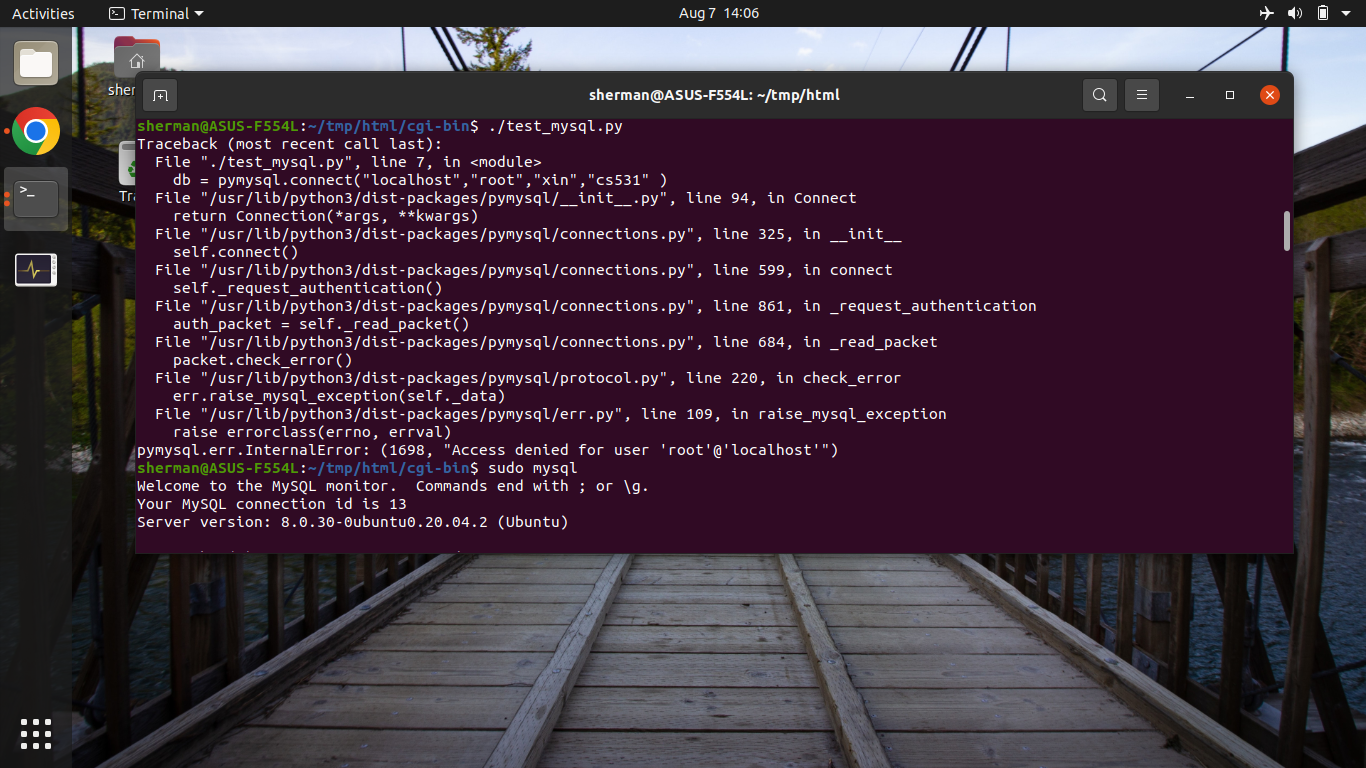 Activities
Terminal
Aug 7 14:06
sher
Tra
sherman@ASUS-F554L: ~/tmp/html
sherman@ASUS-F554L:~/tmp/html/cgi-bin$ ./test_mysql.py
Traceback (most recent call last):
  File "./test_mysql.py", line 7, in <module>
    db = pymysql.connect("localhost","root","xin","cs531" )
  File "/usr/lib/python3/dist-packages/pymysql/__init__.py", line 94, in Connect
    return Connection(*args, **kwargs)
  File "/usr/lib/python3/dist-packages/pymysql/connections.py", line 325, in __init__
    self.connect()
  File "/usr/lib/python3/dist-packages/pymysql/connections.py", line 599, in connect
    self._request_authentication()
  File "/usr/lib/python3/dist-packages/pymysql/connections.py", line 861, in _request_authentication
    auth_packet = self._read_packet()
  File "/usr/lib/python3/dist-packages/pymysql/connections.py", line 684, in _read_packet
    packet.check_error()
  File "/usr/lib/python3/dist-packages/pymysql/protocol.py", line 220, in check_error
    err.raise_mysql_exception(self._data)
  File "/usr/lib/python3/dist-packages/pymysql/err.py", line 109, in raise_mysql_exception
    raise errorclass(errno, errval)
pymysql.err.InternalError: (1698, "Access denied for user 'root'@'localhost'")
sherman@ASUS-F554L:~/tmp/html/cgi-bin$ sudo mysql
Welcome to the MySQL monitor.  Commands end with ; or \g.
Your MySQL connection id is 13
Server version: 8.0.30-0ubuntu0.20.04.2 (Ubuntu)